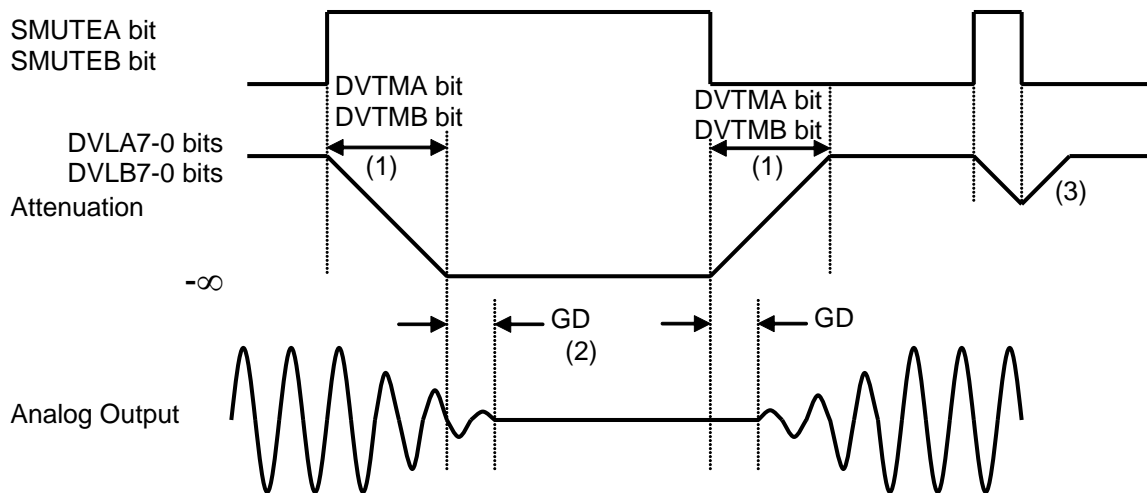 SMUTEA bit
SMUTEB bit
DVTMA bit
DVTMB bit
(1)
DVTMA bit
DVTMB bit
(1)
DVLA7-0 bits
DVLB7-0 bits
Attenuation
(3)
-∞
GD
(2)
GD
Analog Output